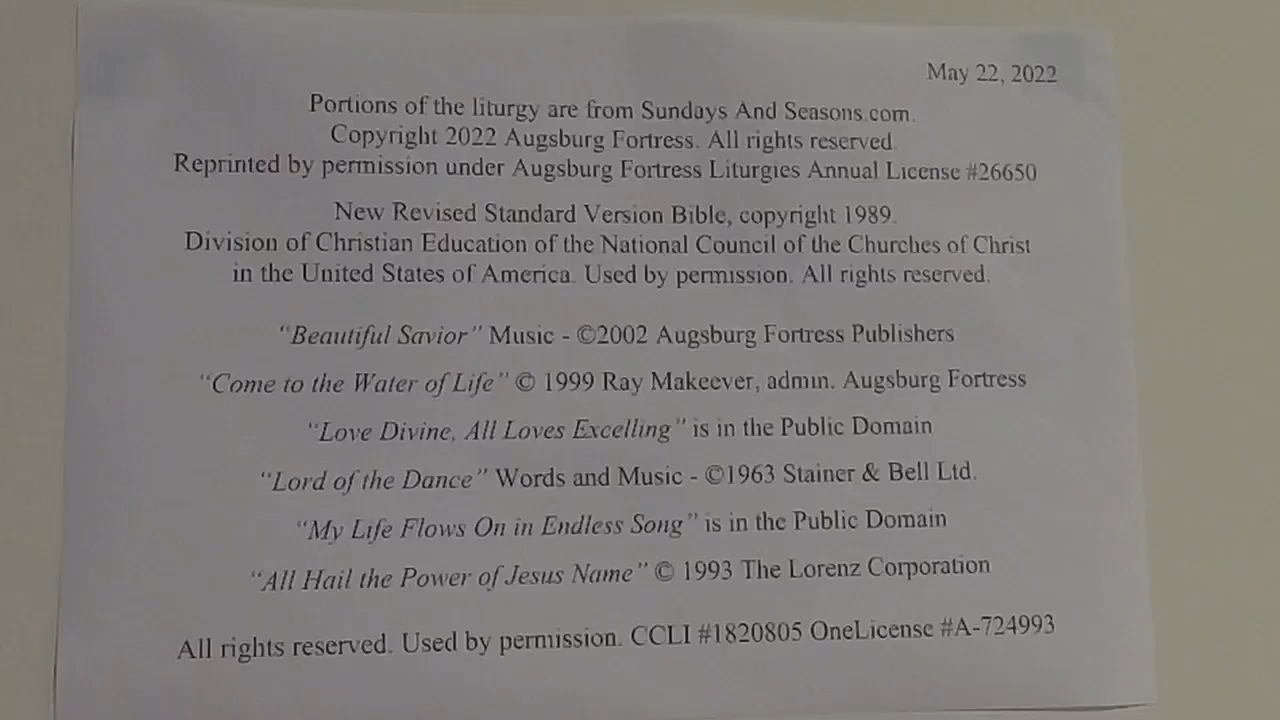 May 22, 2022
Portions of the liturgy are from Sundays And Seasons.com.
Copyright 2022 Augsburg Fortress. All rights reserved.
Reprinted by permission under Augsburg Fortress Liturgies Annual License #26650
New Revised Standard Version Bible, copyright 1989.
Division of Christian Education of the National Council of the Churches of Christ
in the United States of America. Used by permission. All rights reserved.
“Beautiful Savior” Music - ©2002 Augsburg Fortress Publishers
“Come to the Water of Life” © 1999 Ray Makeever, admin. Augsburg Fortress
“Love Divine, All Loves Excelling” is in the Public Domain
“Lord of the Dance” Words and Music - ©1963 Stainer & Bell Ltd.
“My Life Flows On in Endless Song” is in the Public Domain
“All Hail the Power of Jesus Name” © 1993 The Lorenz Corporation
All rights reserved. Used by permission. CCLI #1820805 OneLicense #A-724993